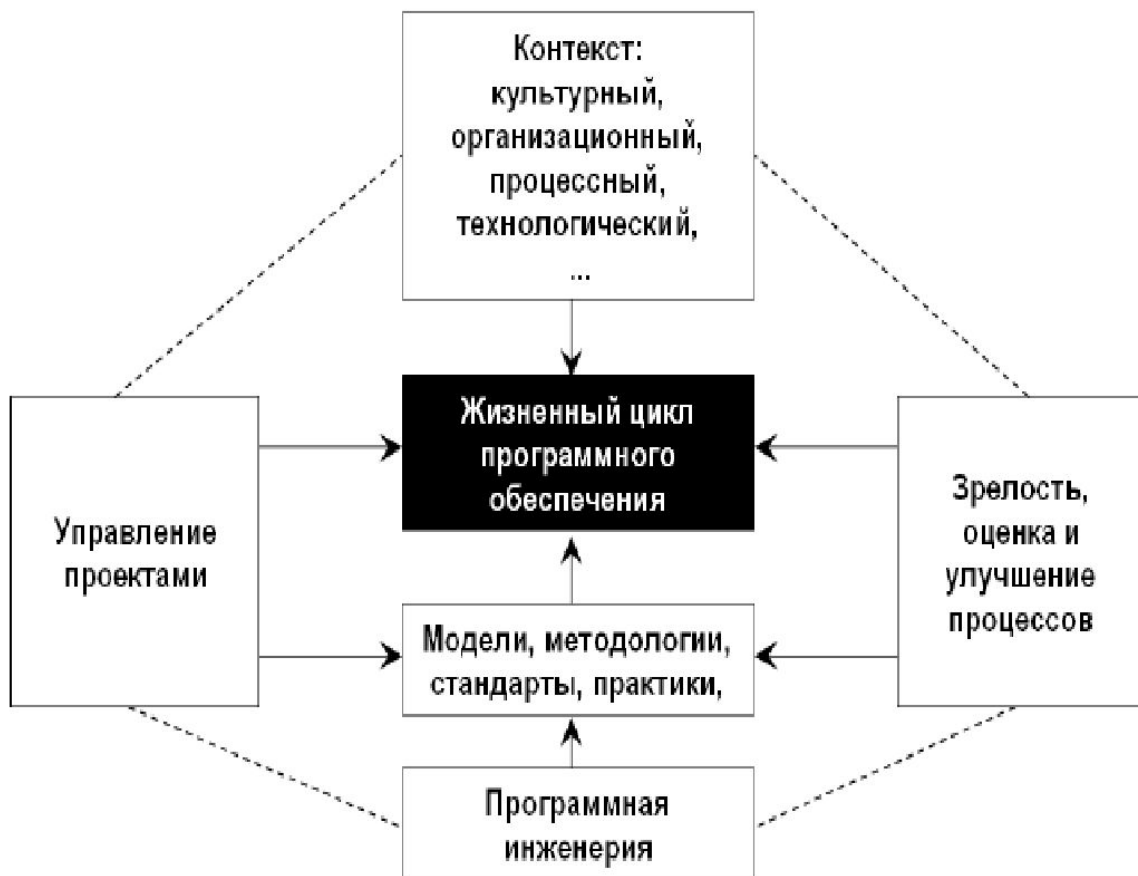 Контекст:
культурный,
организационный,
процессный,
технологический,
...
Жизненный цикл
программного
обеспечения
Управление
проектами
Зрелость,
оценка и
улучшение
процессов
Модели, методологии,
стандарты, практики,
Программная
инженерия